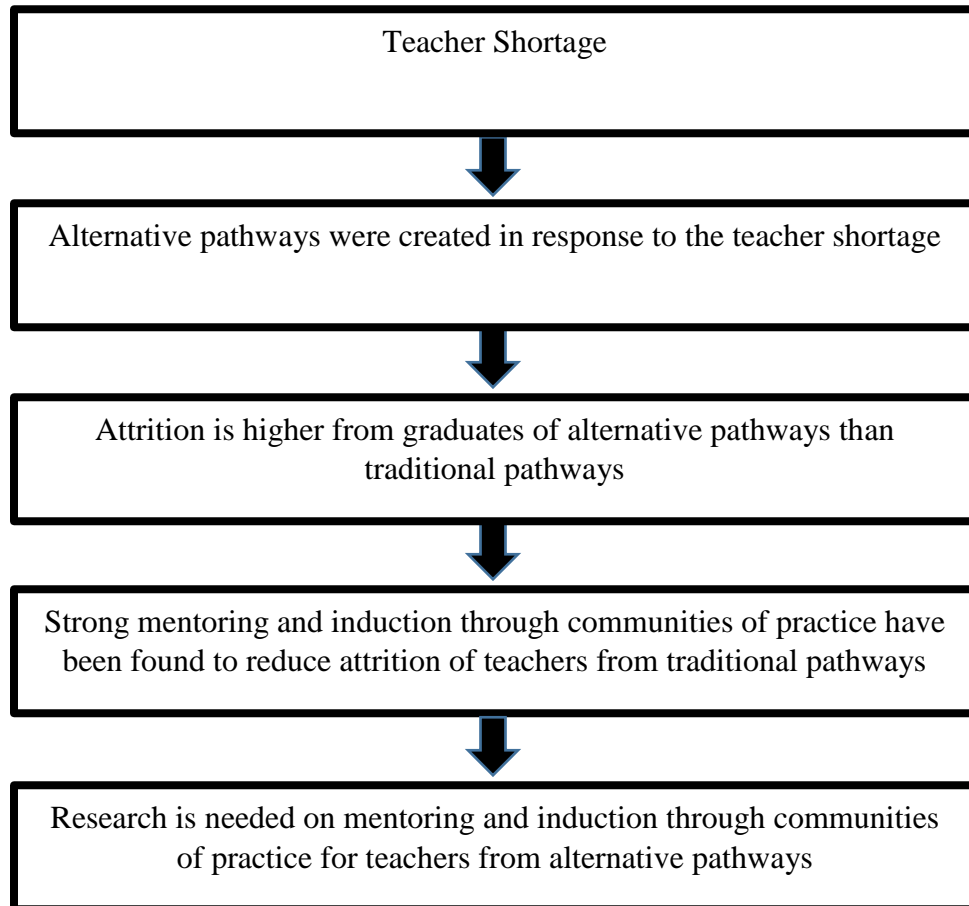 Teacher Shortage
Alternative pathways were created in response to the teacher shortage
Attrition is higher from graduates of alternative pathways than
traditional pathways
Strong mentoring and induction through communities of practice have
been found to reduce attrition of teachers from traditional pathways
Research is needed on mentoring and induction through communities
of practice for teachers from alternative pathways